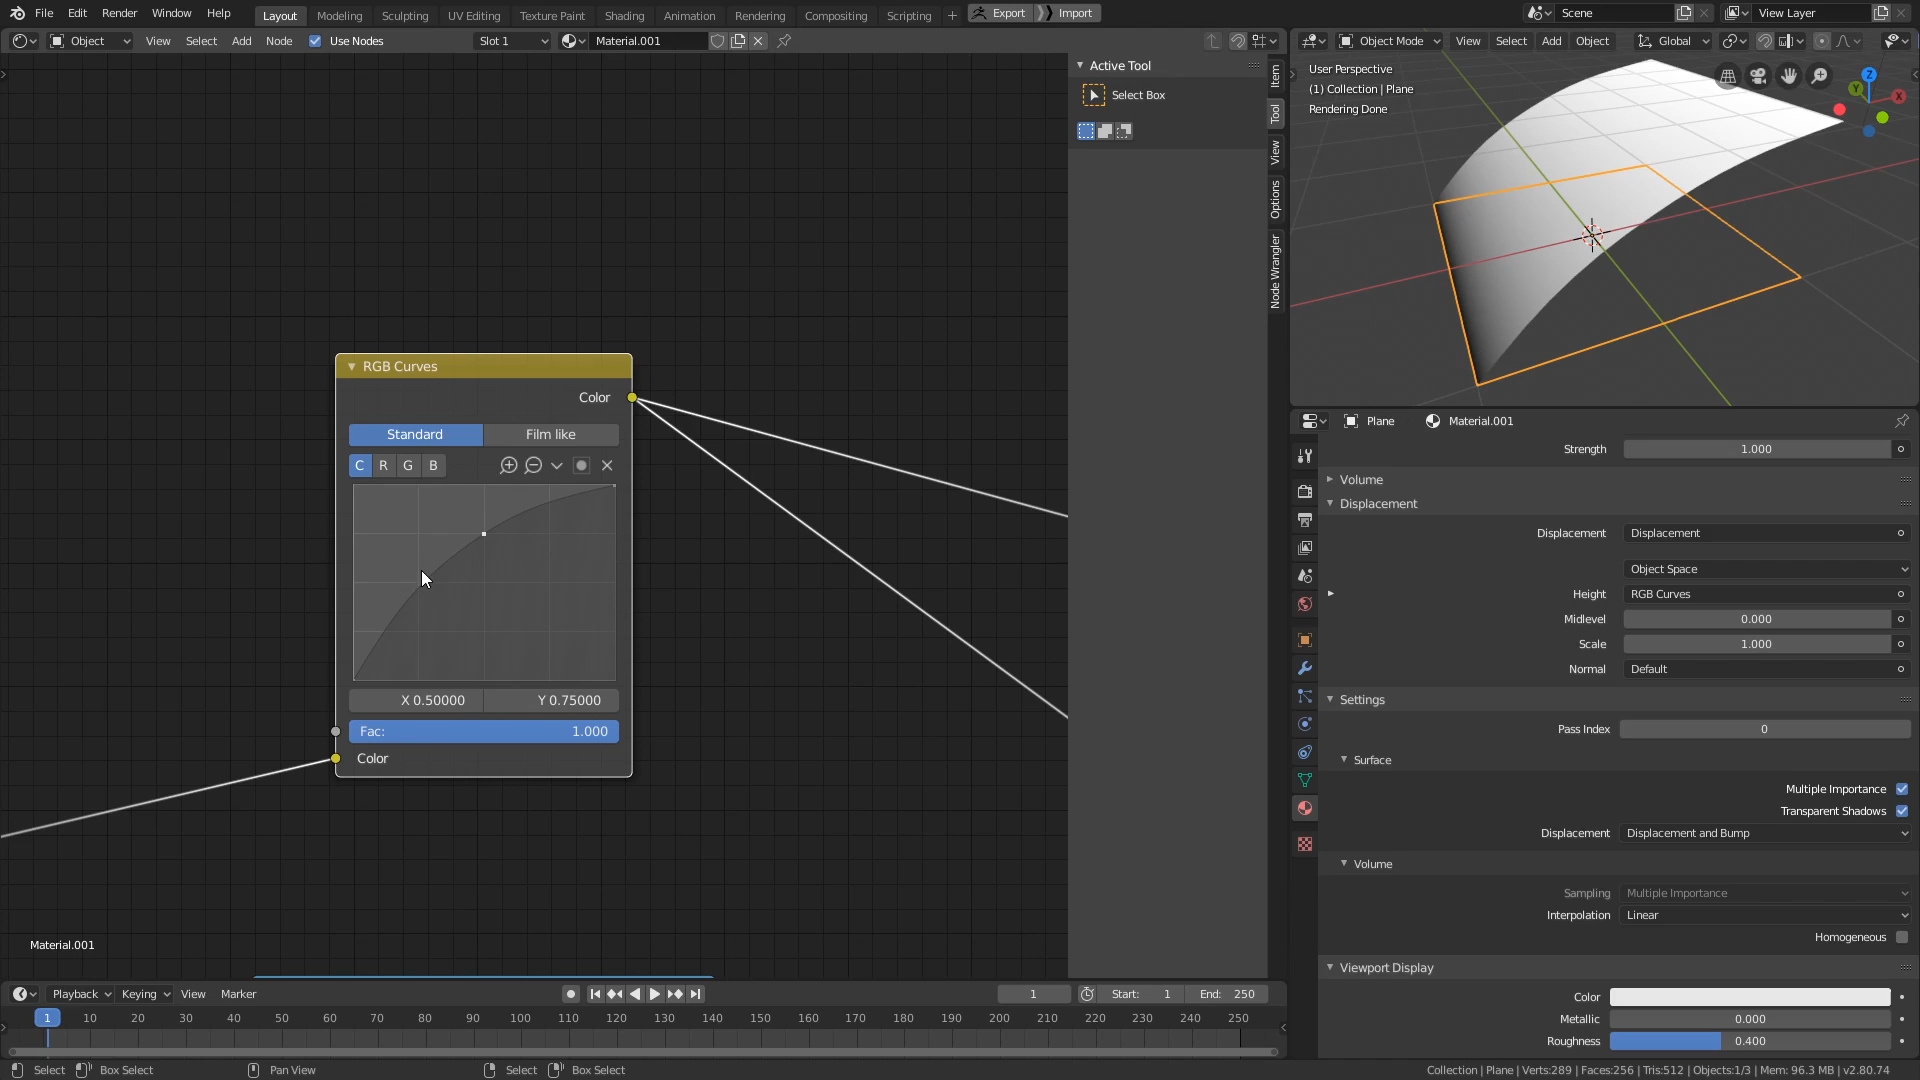 File Edit Render Window Help Layout Modeling Sculpting UV Editing Texture Paint Shading Animation Rendering Compositing Scripting + Export Import Scene View Layer
Object View Select Add Node Use Nodes Slot 1 Material.001 Object Mode View Select Add Object Global
Active Tool
Select Box
Item
Tool
View
Options
Node Wrangler
User Perspective
(1) Collection | Plane
Rendering Done
Z
Y
X
RGB Curves
Color
Standard Film like
C R G B
X 0.50000 Y 0.75000
Fac: 1.000
Color
Material.001
Plane Material.001
Strength 1.000
Volume
Displacement
Displacement Displacement
Object Space
Height RGB Curves
Midlevel 0.000
Scale 1.000
Normal Default
Settings
Pass Index 0
Surface
Multiple Importance
Transparent Shadows
Displacement Displacement and Bump
Volume
Sampling Multiple Importance
Interpolation Linear
Homogeneous
Viewport Display
Color
Metallic 0.000
Roughness 0.400
Playback Keying View Marker 1 Start: 1 End: 250
1 10 20 30 40 50 60 70 80 90 100 110 120 130 140 150 160 170 180 190 200 210 220 230 240 250
Select Box Select Pan View Select Box Select Collection | Plane | Verts:289 | Faces:256 | Tris:512 | Objects:1/3 | Mem: 96.3 MB | v2.80.74